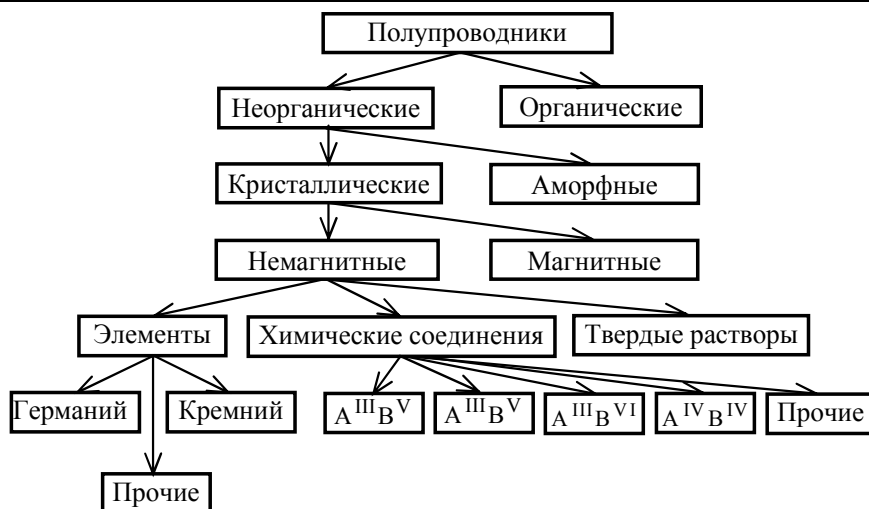 Полупроводники
Неорганические Органические
Кристаллические Аморфные
Немагнитные Магнитные
Элементы Химические соединения Твердые растворы
Германий Кремний A^III B^V A^III B^V A^III B^VI A^IV B^IV Прочие
Прочие